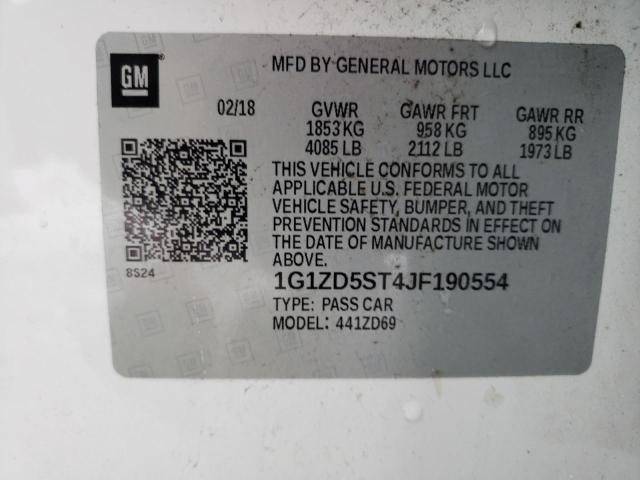 GM
MFD BY GENERAL MOTORS LLC
02/18 GVWR GAWR FRT GAWR RR
1853 KG 958 KG 895 KG
4085 LB 2112 LB 1973 LB
THIS VEHICLE CONFORMS TO ALL
APPLICABLE U.S. FEDERAL MOTOR
VEHICLE SAFETY, BUMPER, AND THEFT
PREVENTION STANDARDS IN EFFECT ON
THE DATE OF MANUFACTURE SHOWN
ABOVE.
8S24
1G1ZD5ST4JF190554
TYPE: PASS CAR
MODEL: 441ZD69